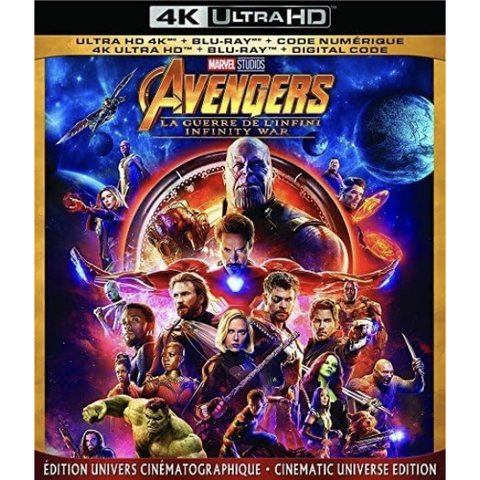 4K ULTRA HD
ULTRA HD 4K™ + BLU-RAY™ + CODE NUMÉRIQUE
4K ULTRA HD™ + BLU-RAY™ + DIGITAL CODE
MARVEL STUDIOS
AVENGERS
LA GUERRE DE L'INFINI
INFINITY WAR
ÉDITION UNIVERS CINÉMATOGRAPHIQUE • CINEMATIC UNIVERSE EDITION